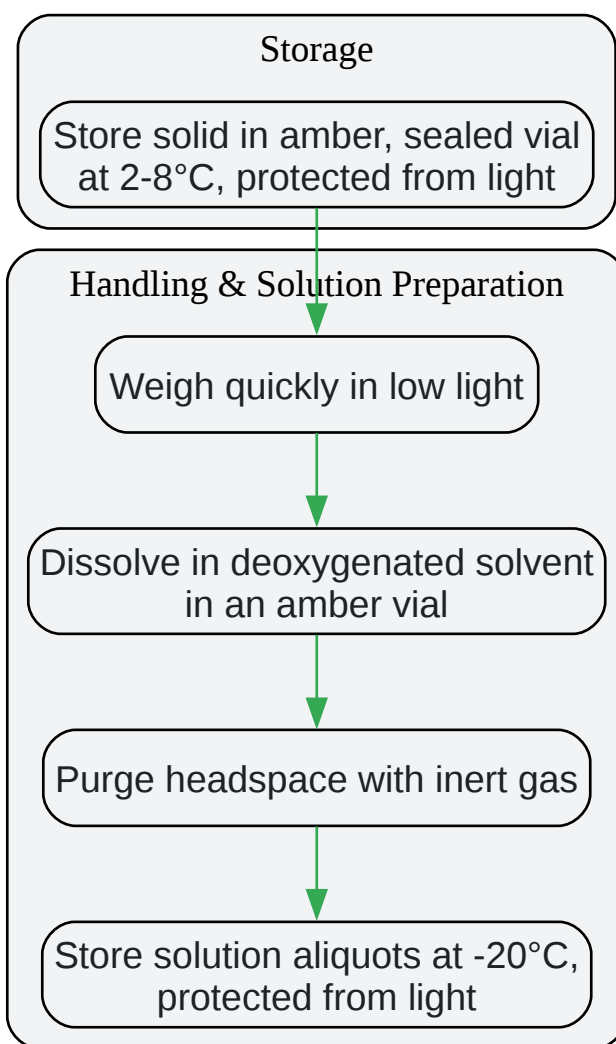 Storage
Store solid in amber, sealed vial
at 2-8°C, protected from light
Handling & Solution Preparation
Weigh quickly in low light
Dissolve in deoxygenated solvent
in an amber vial
Purge headspace with inert gas
Store solution aliquots at -20°C,
protected from light